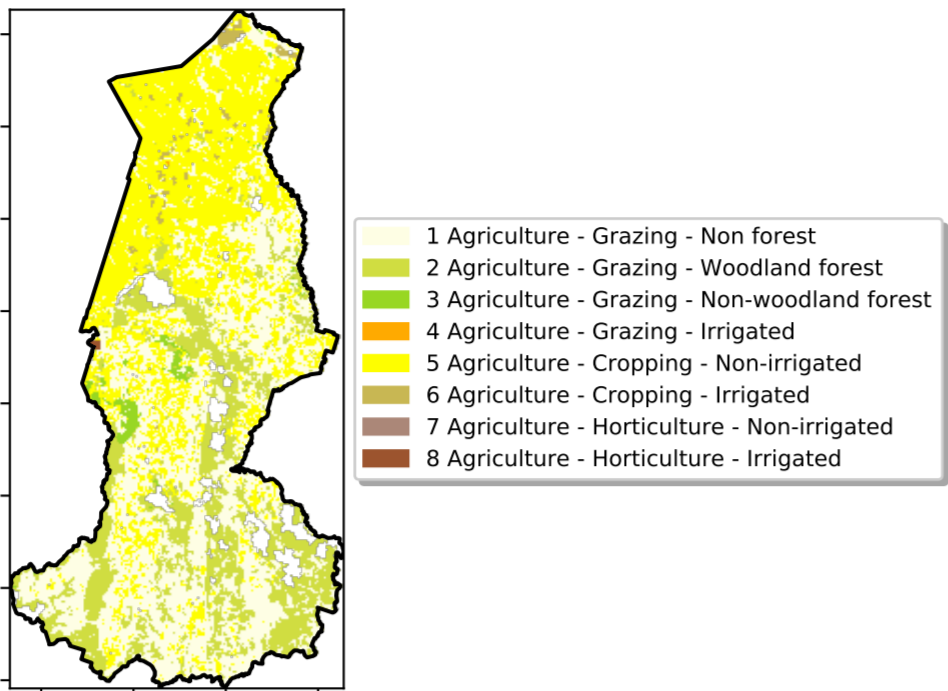 1 Agriculture - Grazing - Non forest
2 Agriculture - Grazing - Woodland forest
3 Agriculture - Grazing - Non-woodland forest
4 Agriculture - Grazing - Irrigated
5 Agriculture - Cropping - Non-irrigated
6 Agriculture - Cropping - Irrigated
7 Agriculture - Horticulture - Non-irrigated
8 Agriculture - Horticulture - Irrigated